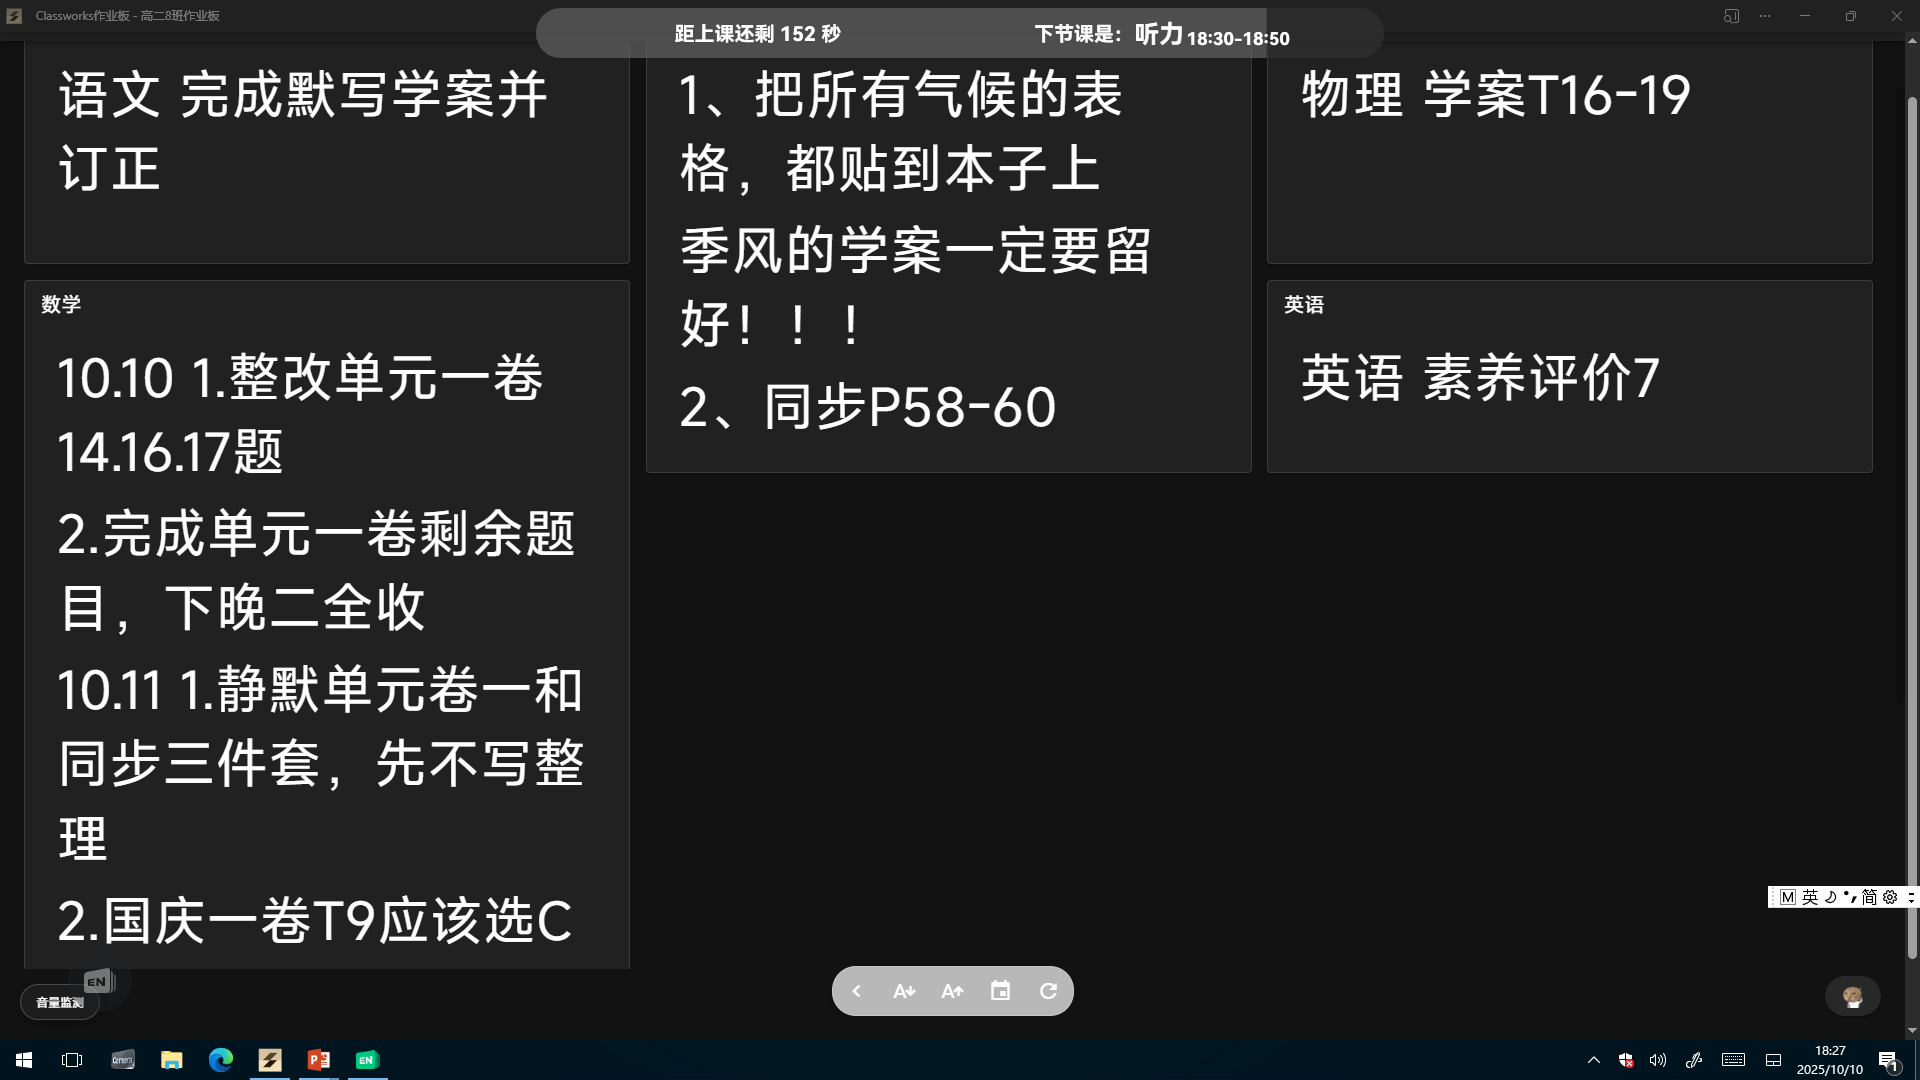 Classworks作业板 - 高二8班作业板
距上课还剩 152 秒
下节课是：听力 18:30-18:50
语文 完成默写学案并
订正
1、把所有气候的表
格，都贴到本子上
季风的学案一定要留
好！！！
2、同步P58-60
物理 学案T16-19
数学
10.10 1.整改单元一卷
14.16.17题
2.完成单元一卷剩余题
目，下晚二全收
10.11 1.静默单元卷一和
同步三件套，先不写整
理
2.国庆一卷T9应该选C
英语
英语 素养评价7
M 英 简
EN
音量监测
A A
EN
18:27
2025/10/10
1